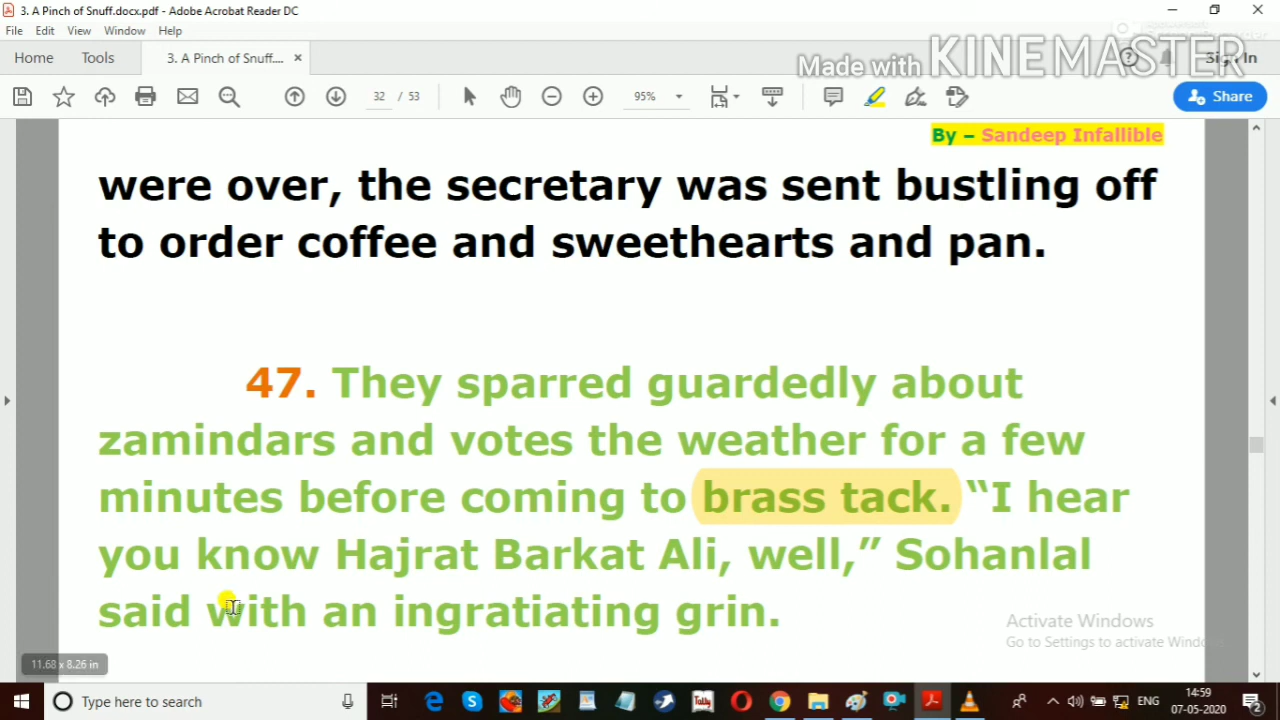 3. A Pinch of Snuff.docx.pdf - Adobe Acrobat Reader DC
File Edit View Window Help
Made with KINEMASTER
Home Tools 3. A Pinch of Snuff.... × Sign In
32 / 53 95% Share
By – Sandeep Infallible
were over, the secretary was sent bustling off
to order coffee and sweethearts and pan.
47. They sparred guardedly about
zamindars and votes the weather for a few
minutes before coming to brass tack. “I hear
you know Hajrat Barkat Ali, well,” Sohanlal
said with an ingratiating grin.
Activate Windows
Go to Settings to activate Windows
11.68 x 8.26 in
Type here to search
Tally
ENG
14:59
07-05-2020
2